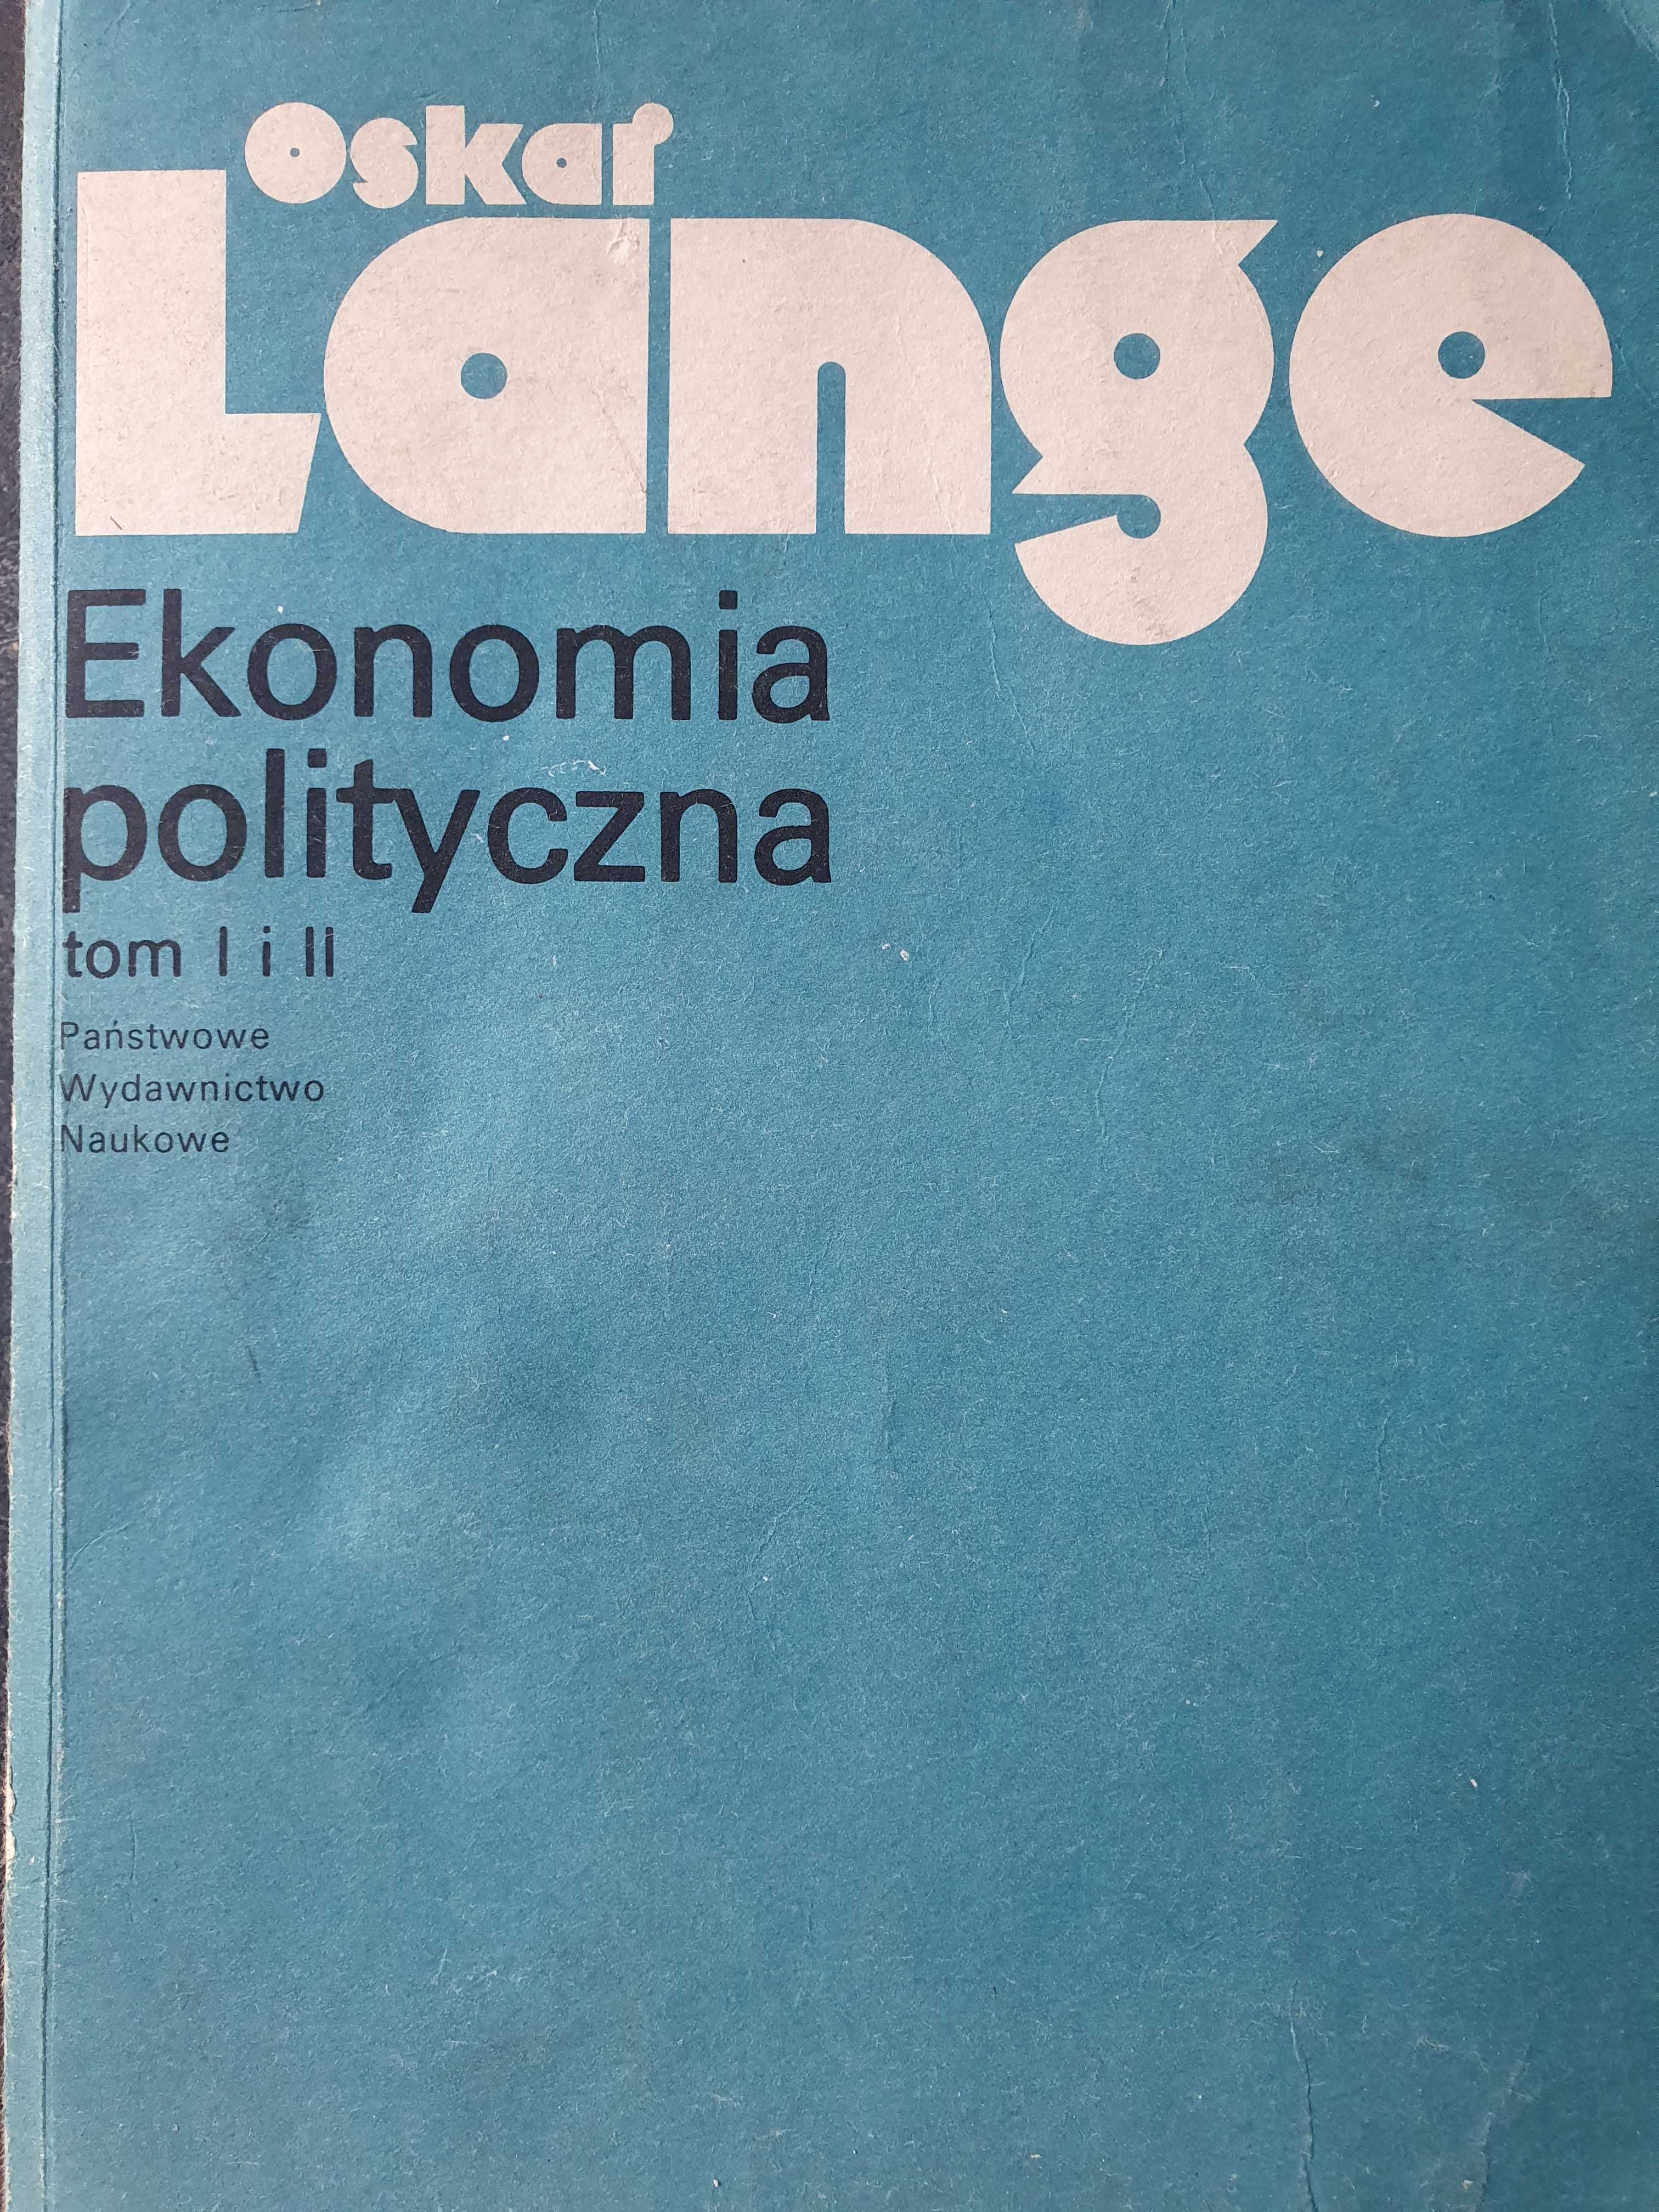 Oskar
Lange
Ekonomia
polityczna
tom I i II
Państwowe
Wydawnictwo
Naukowe